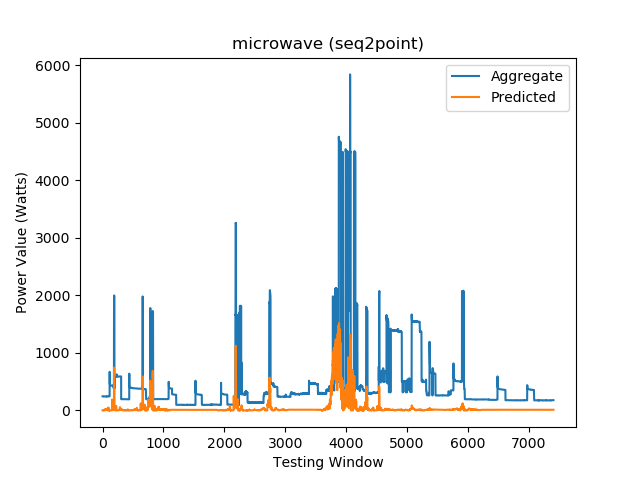 microwave (seq2point)
Aggregate
Predicted
Power Value (Watts)
6000
5000
4000
3000
2000
1000
0
0 1000 2000 3000 4000 5000 6000 7000
Testing Window